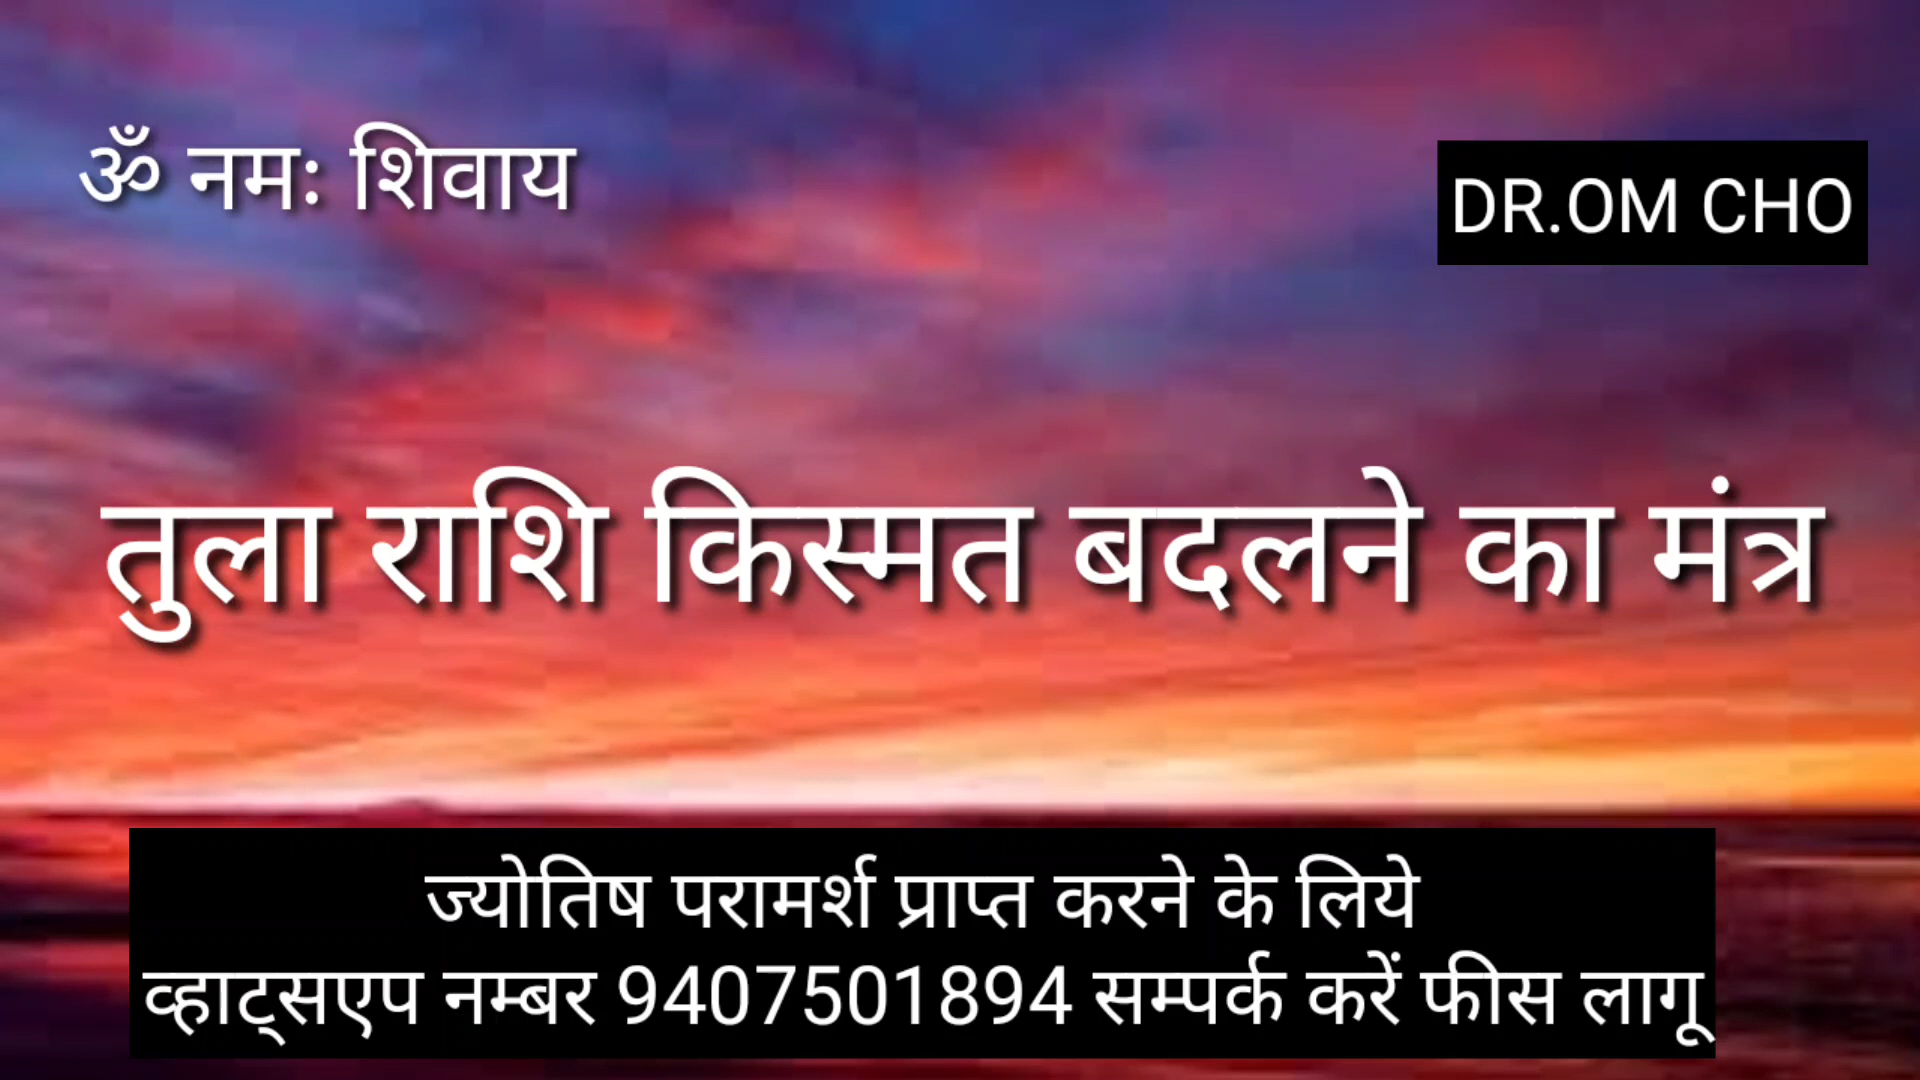 ॐ नमः शिवाय
DR.OM CHO
तुला राशि किस्मत बदलने का मंत्र
ज्योतिष परामर्श प्राप्त करने के लिये
व्हाट्सएप नम्बर 9407501894 सम्पर्क करें फीस लागू